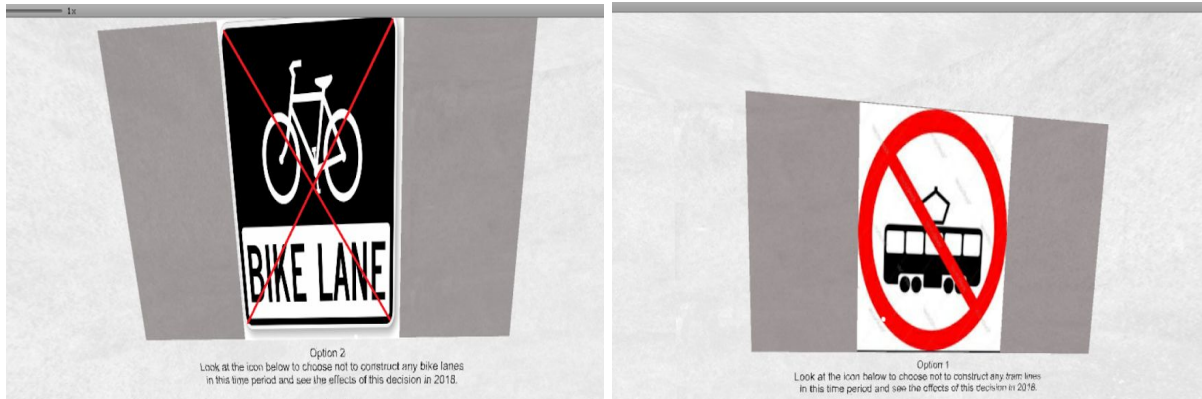 1x
BIKE LANE
Option 2
Look at the icon below to choose not to construct any bike lanes
in this time period and see the effects of this decision in 2018.
Option 1
Look at the icon below to choose not to construct any tram lines
in this time period and see the effects of this decision in 2018.